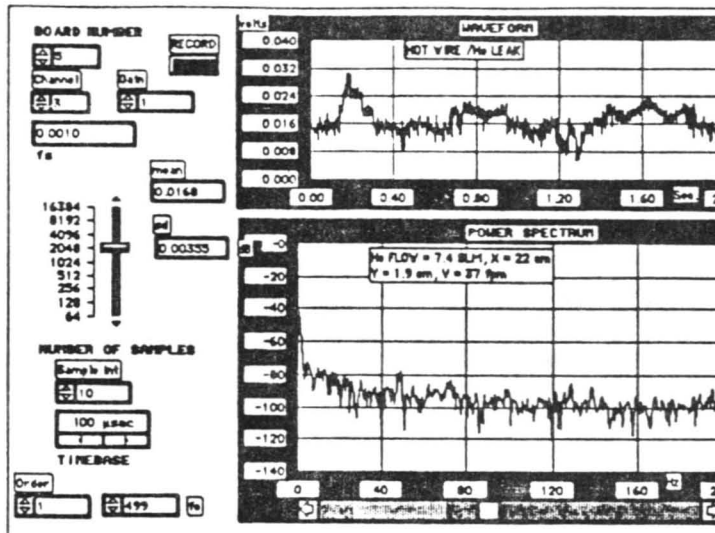 BOARD NUMBER
5
RECORD
Channel
Gain
X
1
0.0010
fs
mean
0.0168
0.00355
16384
8192
4096
2048
1024
512
256
128
64
NUMBER OF SAMPLES
Sample Int
10
100 µsec
TIMEBASE
Order
1
499
volts
WAVEFORM
HOT WIRE /He LEAK
0.040
0.032
0.024
0.016
0.008
0.000
0.00
0.40
0.80
1.20
1.60
Sec.
2
POWER SPECTRUM
dB
-0
-20
-40
-60
-80
-100
-120
-140
He FLOW = 7.4 SLM, X = 22 cm
Y = 1.9 cm, V = 37 fpm
0
40
80
120
160
Hz
2